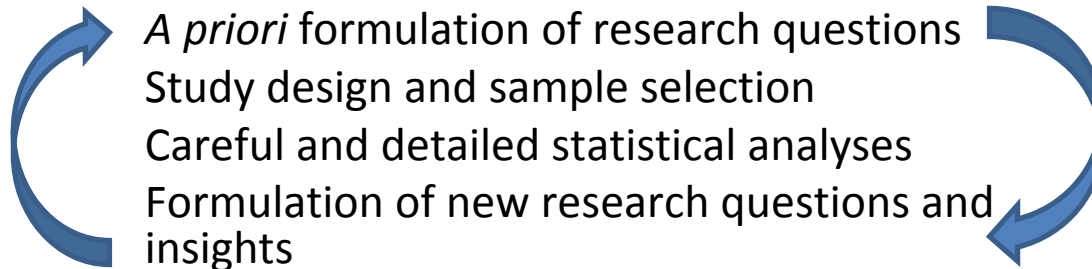 A priori formulation of research questions
Study design and sample selection
Careful and detailed statistical analyses
Formulation of new research questions and
insights